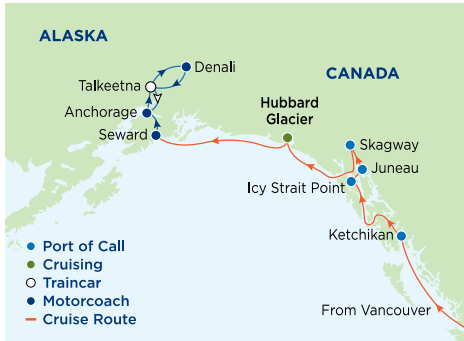 ALASKA
Denali
Talkeetna
CANADA
Anchorage
Hubbard
Glacier
Seward
Skagway
Juneau
Icy Strait Point
Ketchikan
Port of Call
Cruising
Traincar
Motorcoach
Cruise Route
From Vancouver